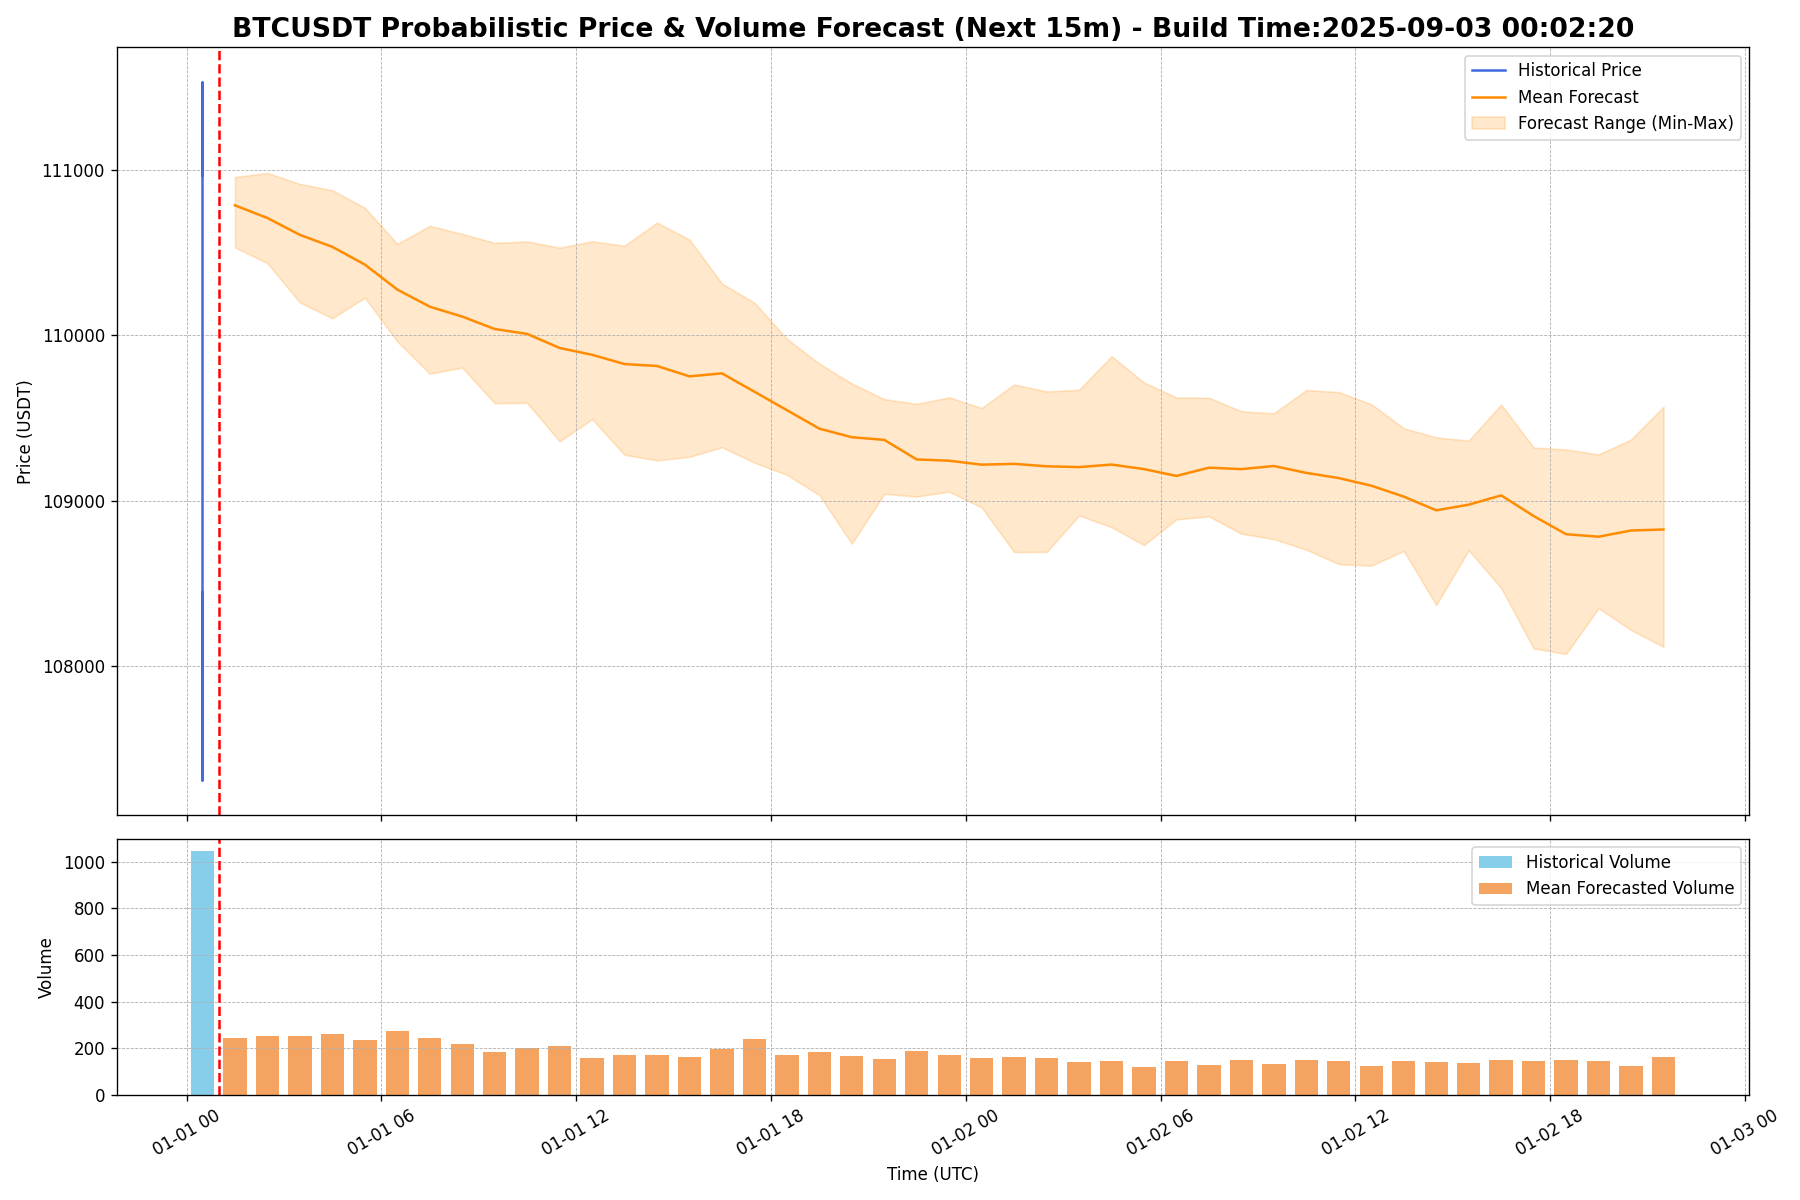 BTCUSDT Probabilistic Price & Volume Forecast (Next 15m) - Build Time:2025-09-03 00:02:20
Historical Price
Mean Forecast
Forecast Range (Min-Max)
111000
110000
109000
108000
Price (USDT)
Historical Volume
Mean Forecasted Volume
1000
800
600
400
200
0
Volume
01-01 00
01-01 06
01-01 12
01-01 18
01-02 00
01-02 06
01-02 12
01-02 18
01-03 00
Time (UTC)